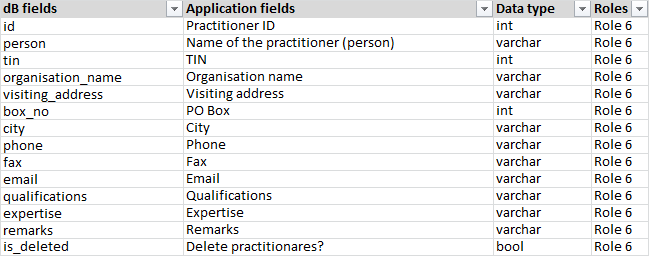 dB fields Application fields Data type Roles
id Practitioner ID int Role 6
person Name of the practitioner (person) varchar Role 6
tin TIN int Role 6
organisation_name Organisation name varchar Role 6
visiting_address Visiting address varchar Role 6
box_no PO Box int Role 6
city City varchar Role 6
phone Phone varchar Role 6
fax Fax varchar Role 6
email Email varchar Role 6
qualifications Qualifications varchar Role 6
expertise Expertise varchar Role 6
remarks Remarks varchar Role 6
is_deleted Delete practitionares? bool Role 6